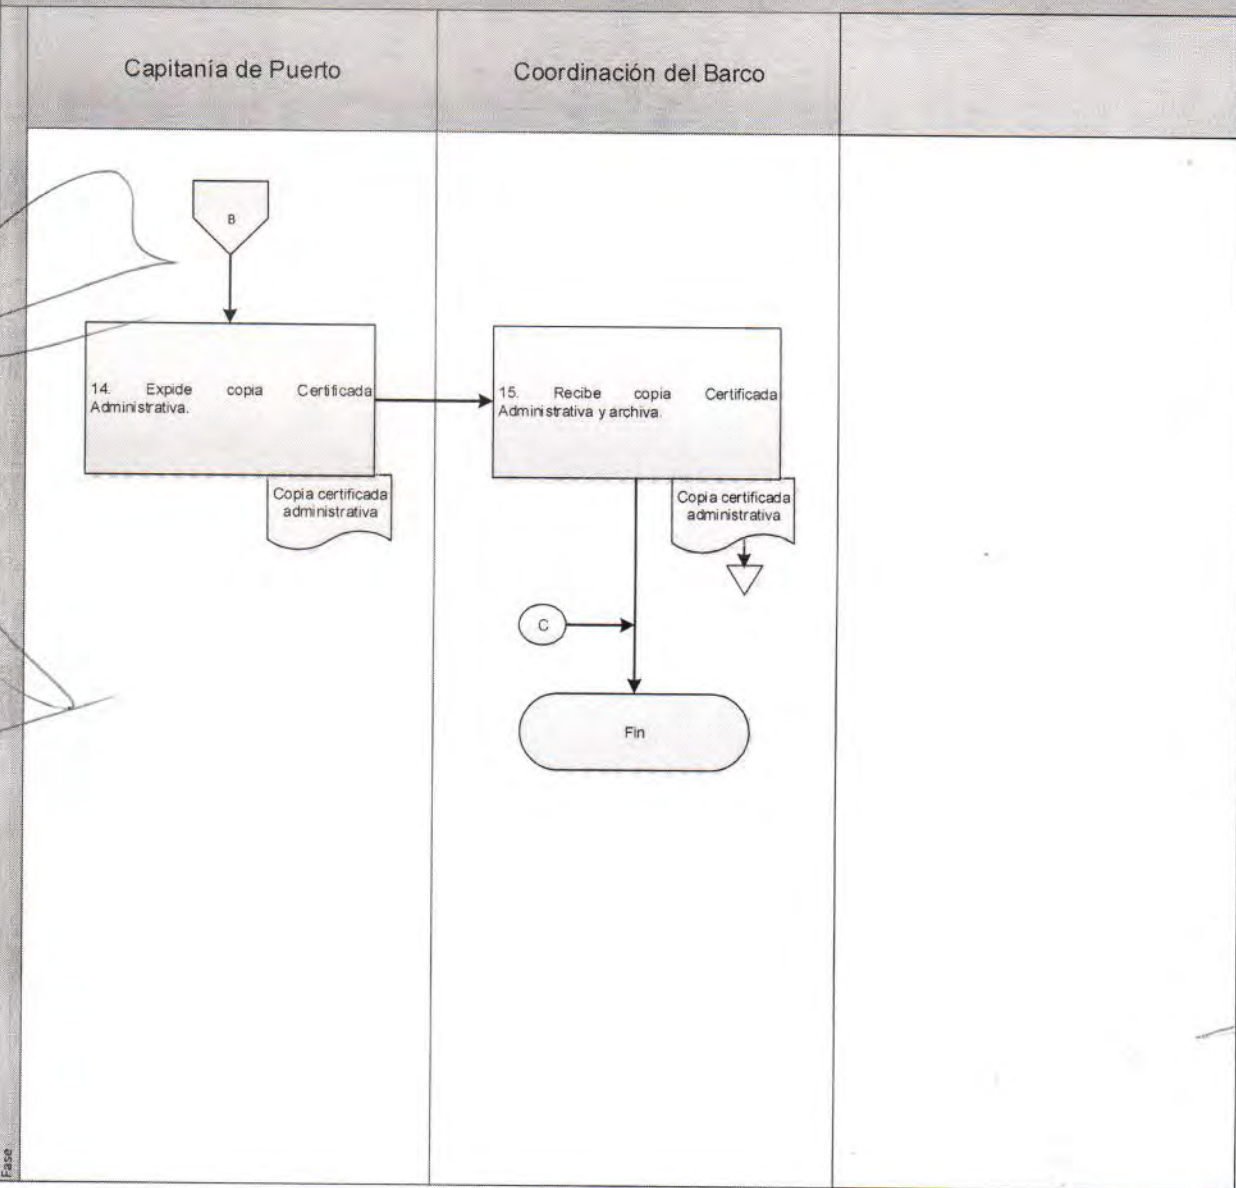 Capitanía de Puerto
Coordinación del Barco
B
14. Expide copia Certificada
Administrativa.
Copia certificada
administrativa
15. Recibe copia Certificada
Administrativa y archiva.
Copia certificada
administrativa
C
Fin
Fase